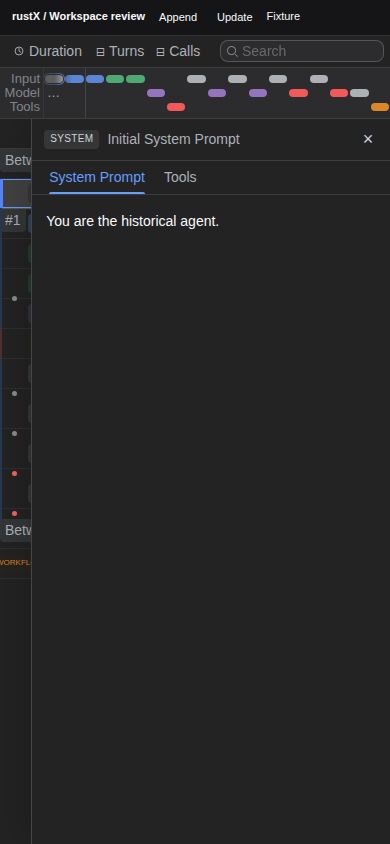 rustX / Workspace review Append Update Fixture
Duration Turns Calls Search
Input
Model ...
Tools
SYSTEM Initial System Prompt ×
Betw
System Prompt Tools
#1
You are the historical agent.
Betw
WORKFL